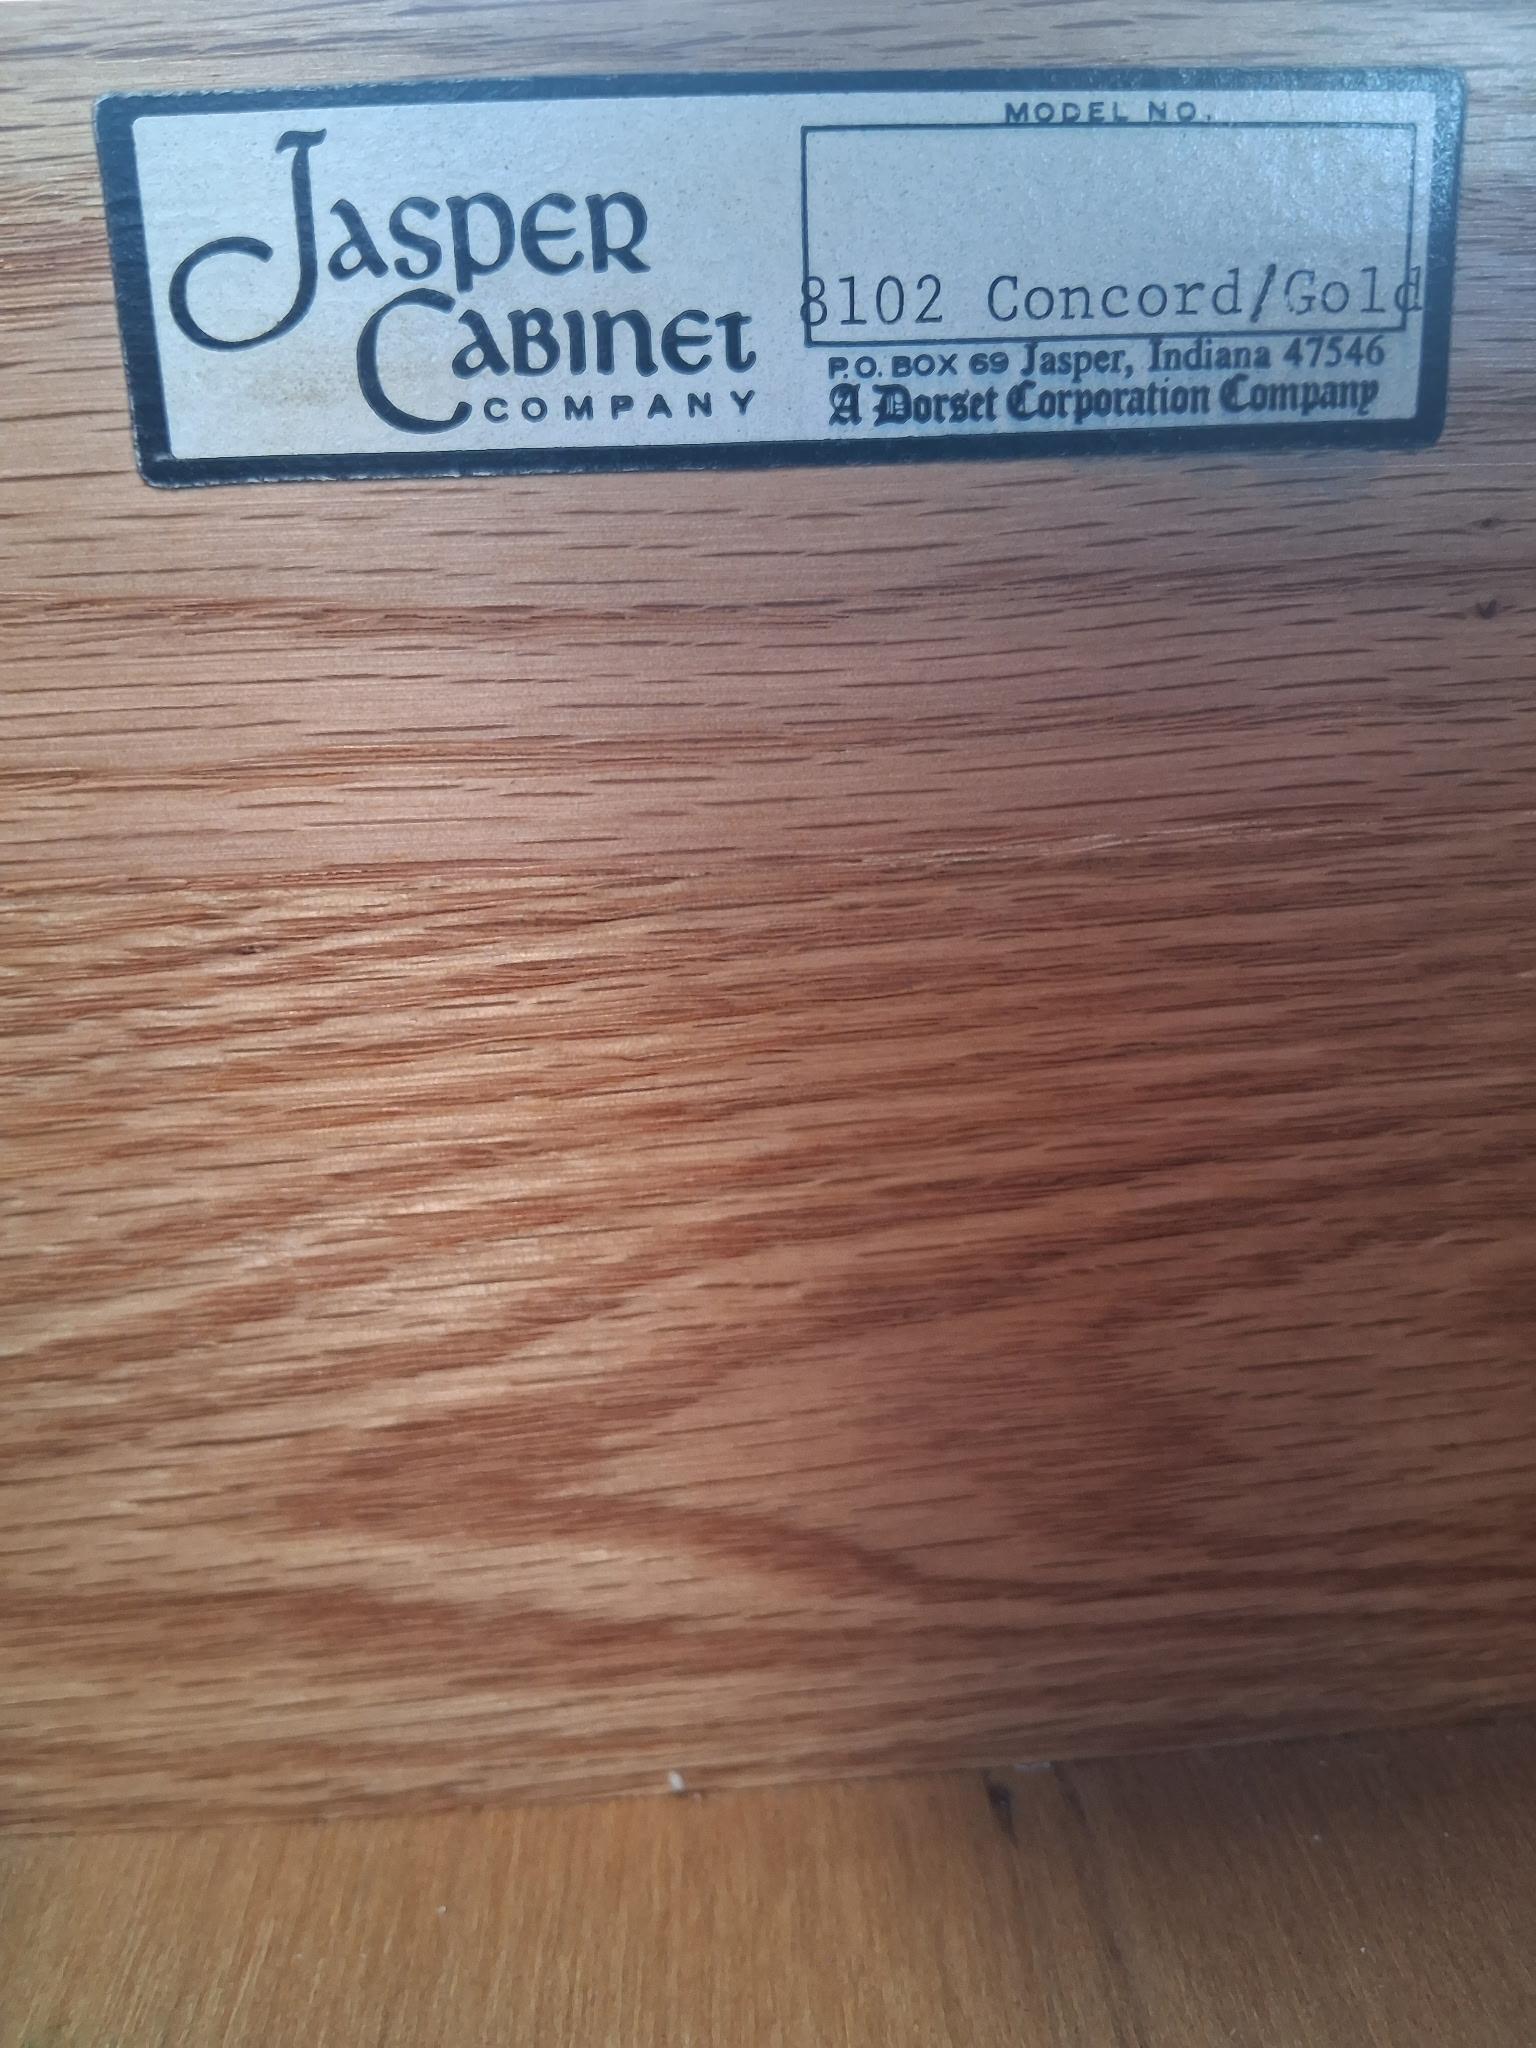 Jasper
Cabinet
COMPANY
MODEL NO.
8102 Concord/Gold
P.O. BOX 69 Jasper, Indiana 47546
A Dorset Corporation Company